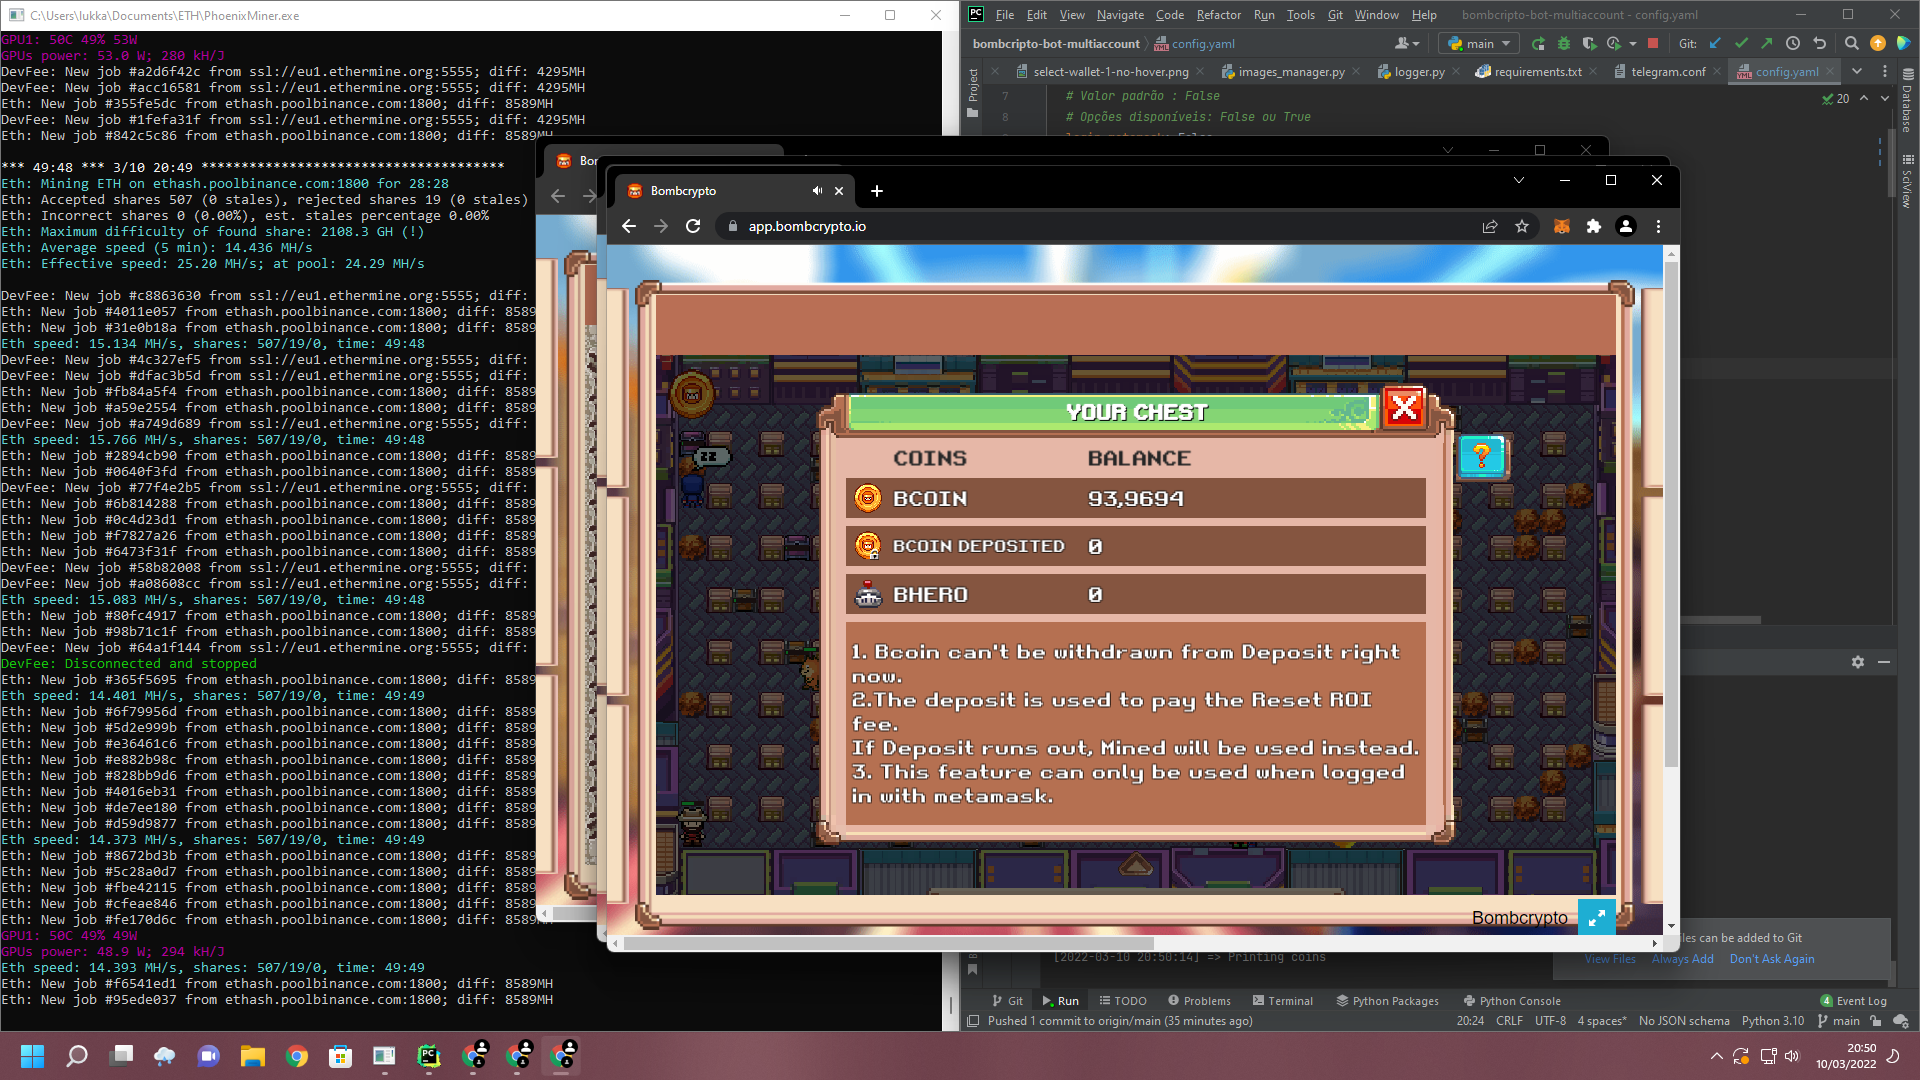 C:\Users\lukka\Documents\ETH\PhoenixMiner.exe
GPU1: 50C 49% 53W
GPUs power: 53.0 W; 280 kH/J
DevFee: New job #a2d6f42c from ssl://eu1.ethermine.org:5555; diff: 4295MH
DevFee: New job #acc16581 from ssl://eu1.ethermine.org:5555; diff: 4295MH
Eth: New job #355fe5dc from ethash.poolbinance.com:1800; diff: 8589MH
DevFee: New job #1fefa31f from ssl://eu1.ethermine.org:5555; diff: 4295MH
Eth: New job #842c5c86 from ethash.poolbinance.com:1800; diff: 8589MH
*** 49:48 *** 3/10 20:49 **************************************
Eth: Mining ETH on ethash.poolbinance.com:1800 for 28:28
Eth: Accepted shares 507 (0 stales), rejected shares 19 (0 stales)
Eth: Incorrect shares 0 (0.00%), est. stales percentage 0.00%
Eth: Maximum difficulty of found share: 2108.3 GH (!)
Eth: Average speed (5 min): 14.436 MH/s
Eth: Effective speed: 25.20 MH/s; at pool: 24.29 MH/s
DevFee: New job #c8863630 from ssl://eu1.ethermine.org:5555; diff:
Eth: New job #4011e057 from ethash.poolbinance.com:1800; diff: 8589
Eth: New job #31e0b18a from ethash.poolbinance.com:1800; diff: 8589
Eth speed: 15.134 MH/s, shares: 507/19/0, time: 49:48
DevFee: New job #4c327ef5 from ssl://eu1.ethermine.org:5555; diff:
DevFee: New job #dfac3b5d from ssl://eu1.ethermine.org:5555; diff:
Eth: New job #fb84a5f4 from ethash.poolbinance.com:1800; diff: 8589
Eth: New job #a59e2554 from ethash.poolbinance.com:1800; diff: 8589
DevFee: New job #a749d689 from ssl://eu1.ethermine.org:5555; diff:
Eth speed: 15.766 MH/s, shares: 507/19/0, time: 49:48
Eth: New job #2894cb90 from ethash.poolbinance.com:1800; diff: 8589
Eth: New job #0640f3fd from ethash.poolbinance.com:1800; diff: 8589
DevFee: New job #77f4e2b5 from ssl://eu1.ethermine.org:5555; diff:
Eth: New job #6b814288 from ethash.poolbinance.com:1800; diff: 8589
Eth: New job #0c4d23d1 from ethash.poolbinance.com:1800; diff: 8589
Eth: New job #f7827a26 from ethash.poolbinance.com:1800; diff: 8589
Eth: New job #6473f31f from ethash.poolbinance.com:1800; diff: 8589
DevFee: New job #58b82008 from ssl://eu1.ethermine.org:5555; diff:
DevFee: New job #a08608cc from ssl://eu1.ethermine.org:5555; diff:
Eth speed: 15.083 MH/s, shares: 507/19/0, time: 49:48
Eth: New job #80fc4917 from ethash.poolbinance.com:1800; diff: 8589
Eth: New job #98b71c1f from ethash.poolbinance.com:1800; diff: 8589
DevFee: New job #64a1f144 from ssl://eu1.ethermine.org:5555; diff:
DevFee: Disconnected and stopped
Eth: New job #365f5695 from ethash.poolbinance.com:1800; diff: 8589
Eth speed: 14.401 MH/s, shares: 507/19/0, time: 49:49
Eth: New job #6f79956d from ethash.poolbinance.com:1800; diff: 8589
Eth: New job #5d2e999b from ethash.poolbinance.com:1800; diff: 8589
Eth: New job #e36461c6 from ethash.poolbinance.com:1800; diff: 8589
Eth: New job #e882b98c from ethash.poolbinance.com:1800; diff: 8589
Eth: New job #828bb9d6 from ethash.poolbinance.com:1800; diff: 8589
Eth: New job #4016eb31 from ethash.poolbinance.com:1800; diff: 8589
Eth: New job #de7ee180 from ethash.poolbinance.com:1800; diff: 8589
Eth: New job #d59d9877 from ethash.poolbinance.com:1800; diff: 8589
Eth speed: 14.373 MH/s, shares: 507/19/0, time: 49:49
Eth: New job #8672bd3b from ethash.poolbinance.com:1800; diff: 8589
Eth: New job #5c28a0d7 from ethash.poolbinance.com:1800; diff: 8589
Eth: New job #fbe42115 from ethash.poolbinance.com:1800; diff: 8589
Eth: New job #cfeae846 from ethash.poolbinance.com:1800; diff: 8589
Eth: New job #fe170d6c from ethash.poolbinance.com:1800; diff: 8589MH
GPU1: 50C 49% 49W
GPUs power: 48.9 W; 294 kH/J
Eth speed: 14.393 MH/s, shares: 507/19/0, time: 49:49
Eth: New job #f6541ed1 from ethash.poolbinance.com:1800; diff: 8589MH
Eth: New job #95ede037 from ethash.poolbinance.com:1800; diff: 8589MH
File Edit View Navigate Code Refactor Run Tools Git Window Help bombcripto-bot-multiaccount - config.yaml
bombcripto-bot-multiaccount config.yaml main Git:
select-wallet-1-no-hover.png images_manager.py logger.py requirements.txt telegram.conf config.yaml
Project
Database
SciView
7 # Valor padrão : False
20
8 # Opções disponíveis: False ou True
Bo
Bombcrypto
app.bombcrypto.io
YOUR CHEST
COINS BALANCE
zz
?
BCOIN 93,9694
BCOIN DEPOSITED 0
BHERO 0
1. Bcoin can't be withdrawn from Deposit right
now.
2.The deposit is used to pay the Reset ROI
fee.
If Deposit runs out, Mined will be used instead.
3. This feature can only be used when logged
in with metamask.
Bombcrypto
iles can be added to Git
View Files Always Add Don't Ask Again
[2022-03-10 20:50:14] => Printing coins
Git Run TODO Problems Terminal Python Packages Python Console 4 Event Log
Pushed 1 commit to origin/main (35 minutes ago) 20:24 CRLF UTF-8 4 spaces* No JSON schema Python 3.10 main
20:50
10/03/2022